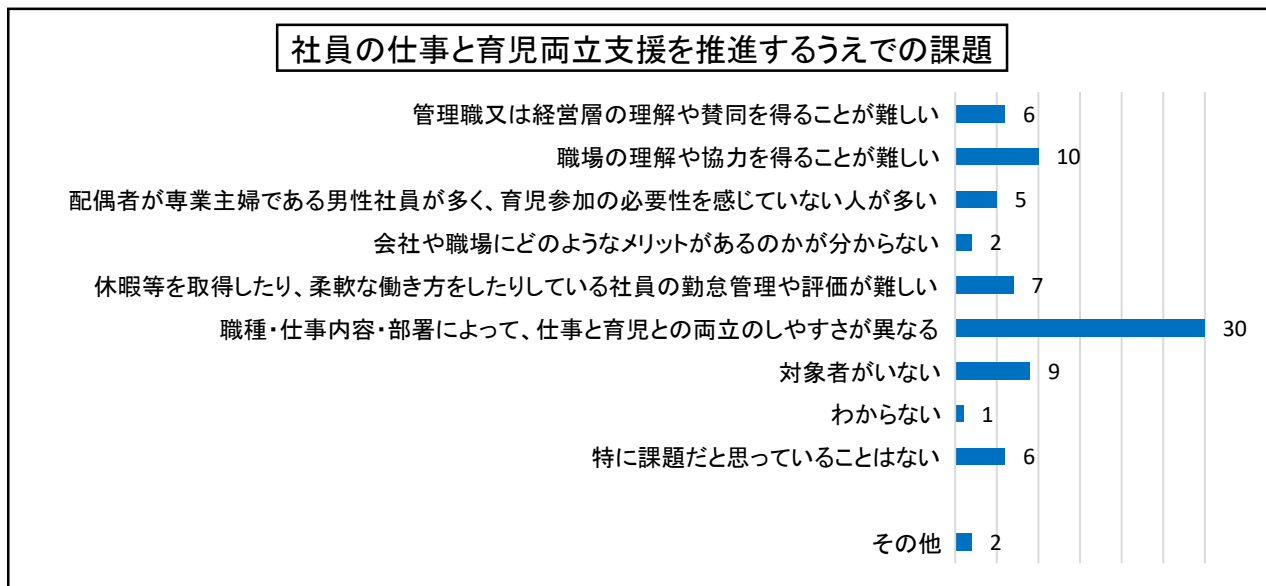 社員の仕事と育児両立支援を推進するうえでの課題
管理職又は経営層の理解や賛同を得ることが難しい 6
職場の理解や協力を得ることが難しい 10
配偶者が専業主婦である男性社員が多く、育児参加の必要性を感じていない人が多い 5
会社や職場にどのようなメリットがあるのかが分からない 2
休暇等を取得したり、柔軟な働き方をしたりしている社員の勤怠管理や評価が難しい 7
職種・仕事内容・部署によって、仕事と育児との両立のしやすさが異なる 30
対象者がいない 9
わからない 1
特に課題だと思っていることはない 6
その他 2